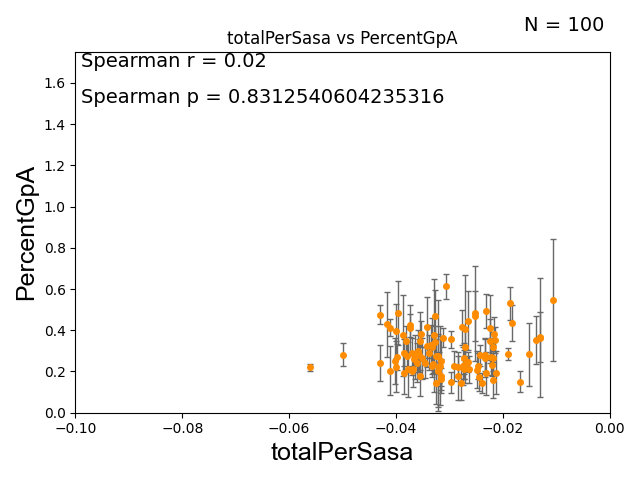 N = 100
totalPerSasa vs PercentGpA
Spearman r = 0.02
Spearman p = 0.8312540604235316
PercentGpA
1.6
1.4
1.2
1.0
0.8
0.6
0.4
0.2
0.0
−0.10 −0.08 −0.06 −0.04 −0.02 0.00
totalPerSasa